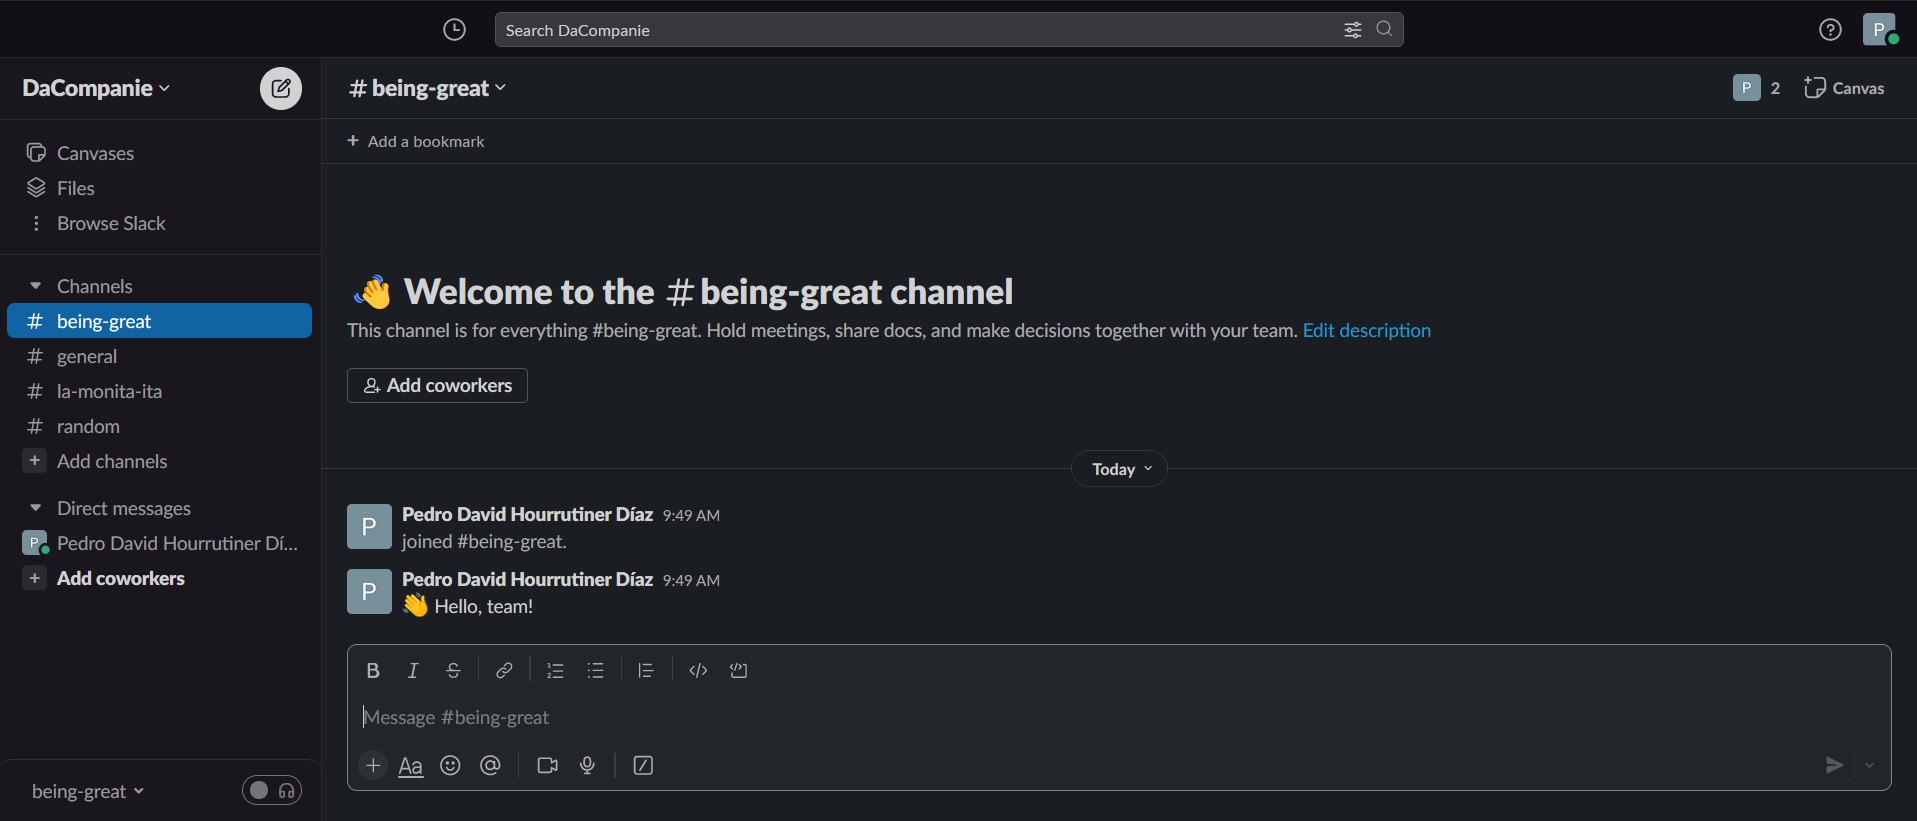 Search DaCompanie
P
DaCompanie
# being-great
P 2 Canvas
+ Add a bookmark
Canvases
Files
Browse Slack
Channels
# being-great
# general
# la-monita-ita
# random
+ Add channels
Direct messages
P Pedro David Hourrutiner Dí...
+ Add coworkers
being-great
Welcome to the # being-great channel
This channel is for everything #being-great. Hold meetings, share docs, and make decisions together with your team. Edit description
Add coworkers
Today
P
Pedro David Hourrutiner Díaz 9:49 AM
joined #being-great.
P
Pedro David Hourrutiner Díaz 9:49 AM
👋 Hello, team!
B I S
Message #being-great
+ Aa @